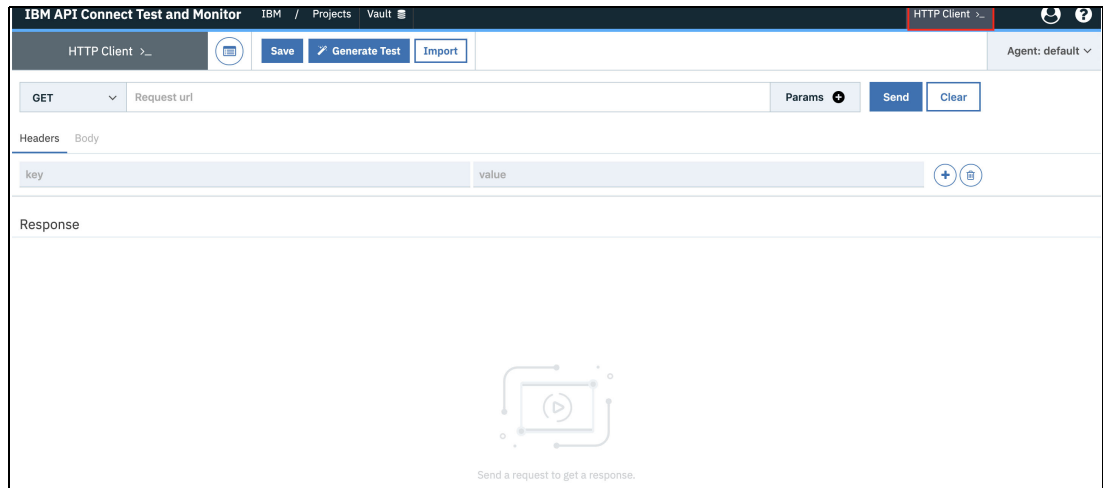 IBM API Connect Test and Monitor IBM / Projects Vault HTTP Client >_ ?
HTTP Client >_ Save Generate Test Import Agent: default
GET Request url Params Send Clear
Headers Body
key value
Response
Send a request to get a response.